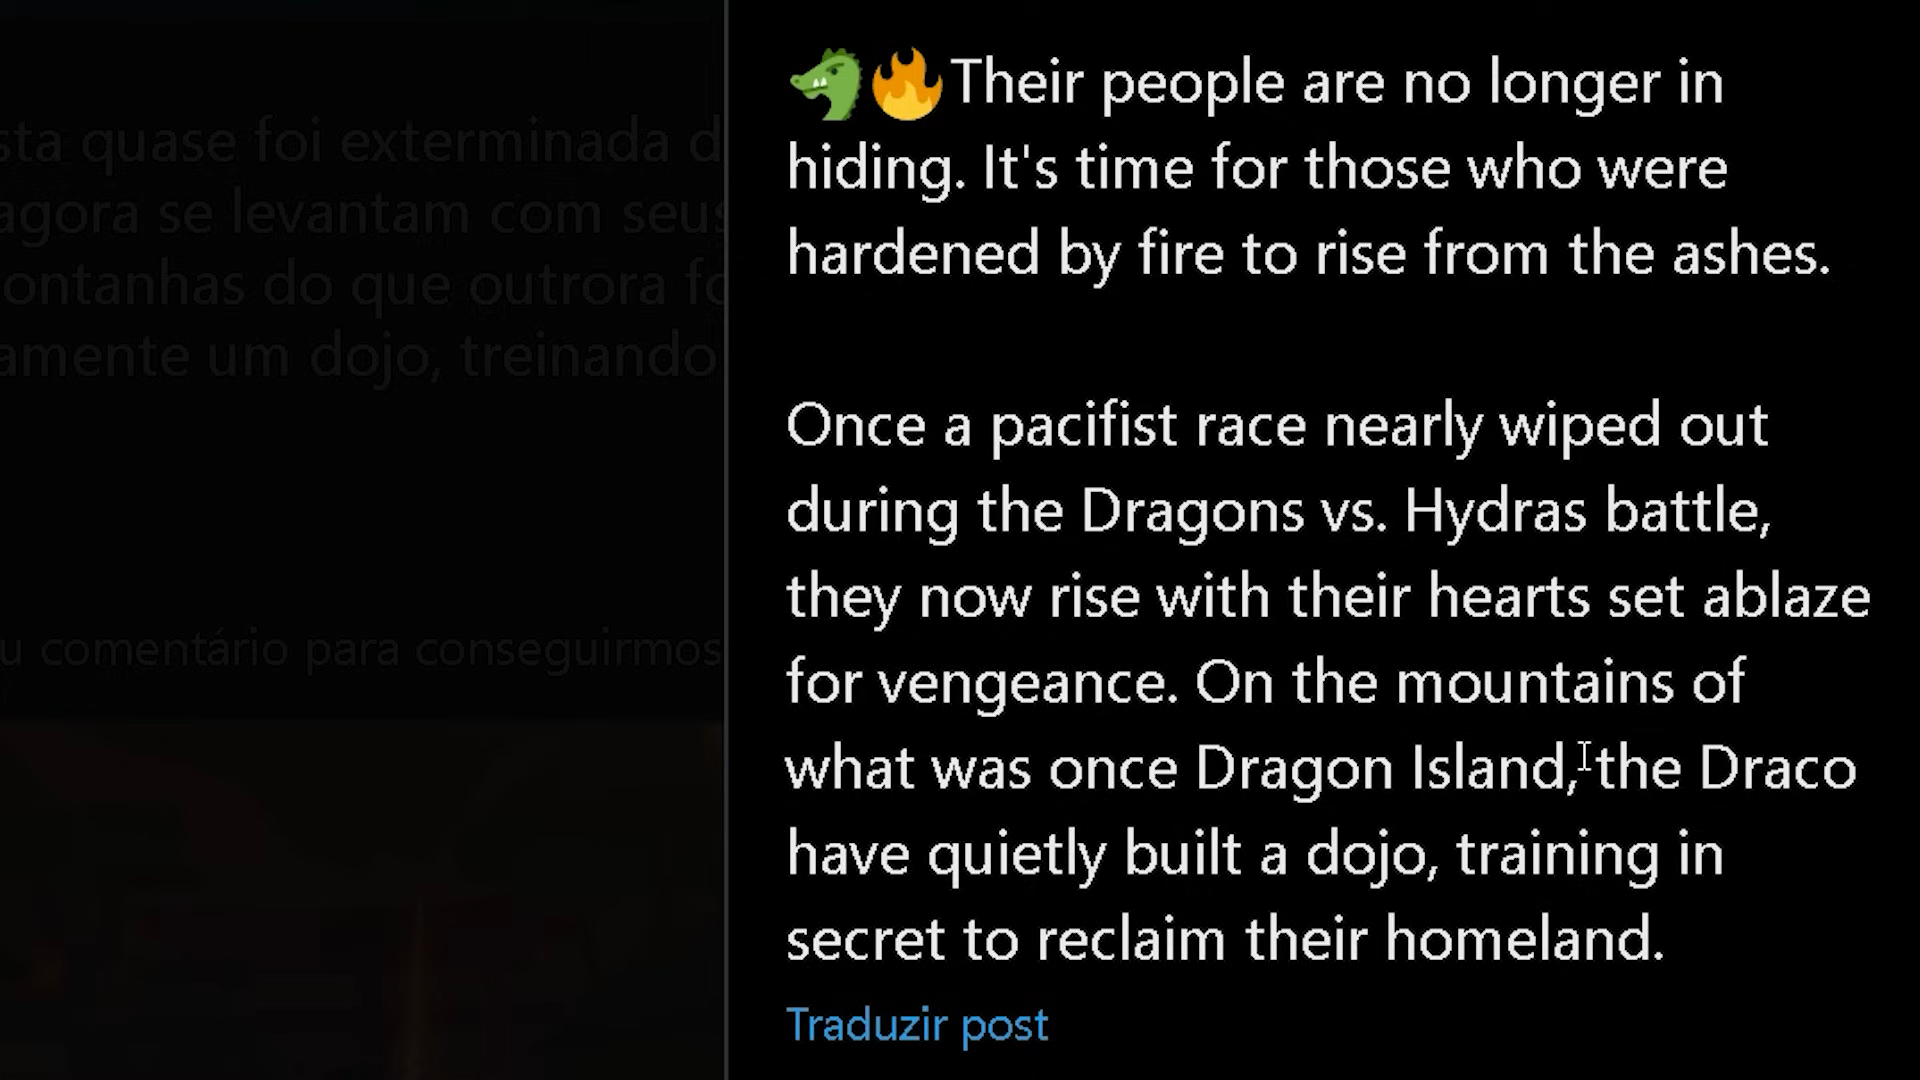 sta quase foi exterminada d
agora se levantam com seus
ontanhas do que outrora fo
amente um dojo, treinando
u comentário para conseguirmos
🐲🔥Their people are no longer in
hiding. It's time for those who were
hardened by fire to rise from the ashes.
Once a pacifist race nearly wiped out
during the Dragons vs. Hydras battle,
they now rise with their hearts set ablaze
for vengeance. On the mountains of
what was once Dragon Island, the Draco
have quietly built a dojo, training in
secret to reclaim their homeland.
Traduzir post